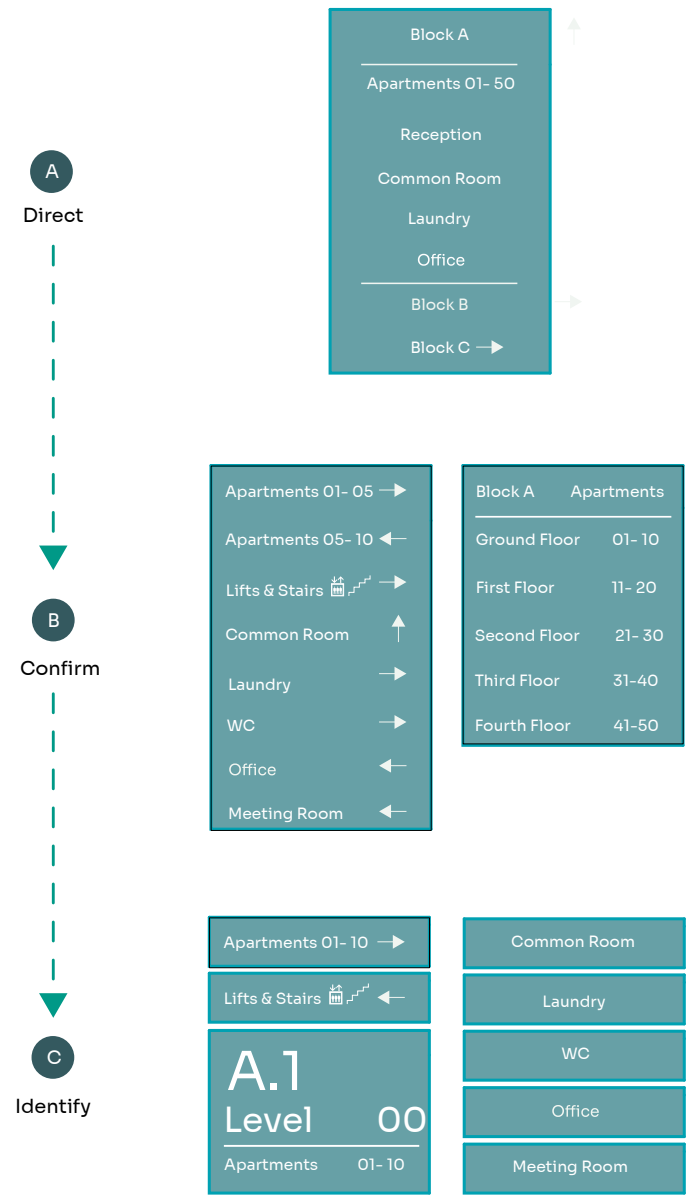 Block A
Apartments 01- 50
Reception
Common Room
Laundry
Office
Block B
Block C
A
Direct
Apartments 01- 05
Apartments 05- 10
Lifts & Stairs
Common Room
Laundry
WC
Office
Meeting Room
Block A Apartments
Ground Floor 01- 10
First Floor 11- 20
Second Floor 21- 30
Third Floor 31-40
Fourth Floor 41-50
B
Confirm
Apartments 01- 10
Lifts & Stairs
A.1
Level 00
Apartments 01- 10
Common Room
Laundry
WC
Office
Meeting Room
C
Identify